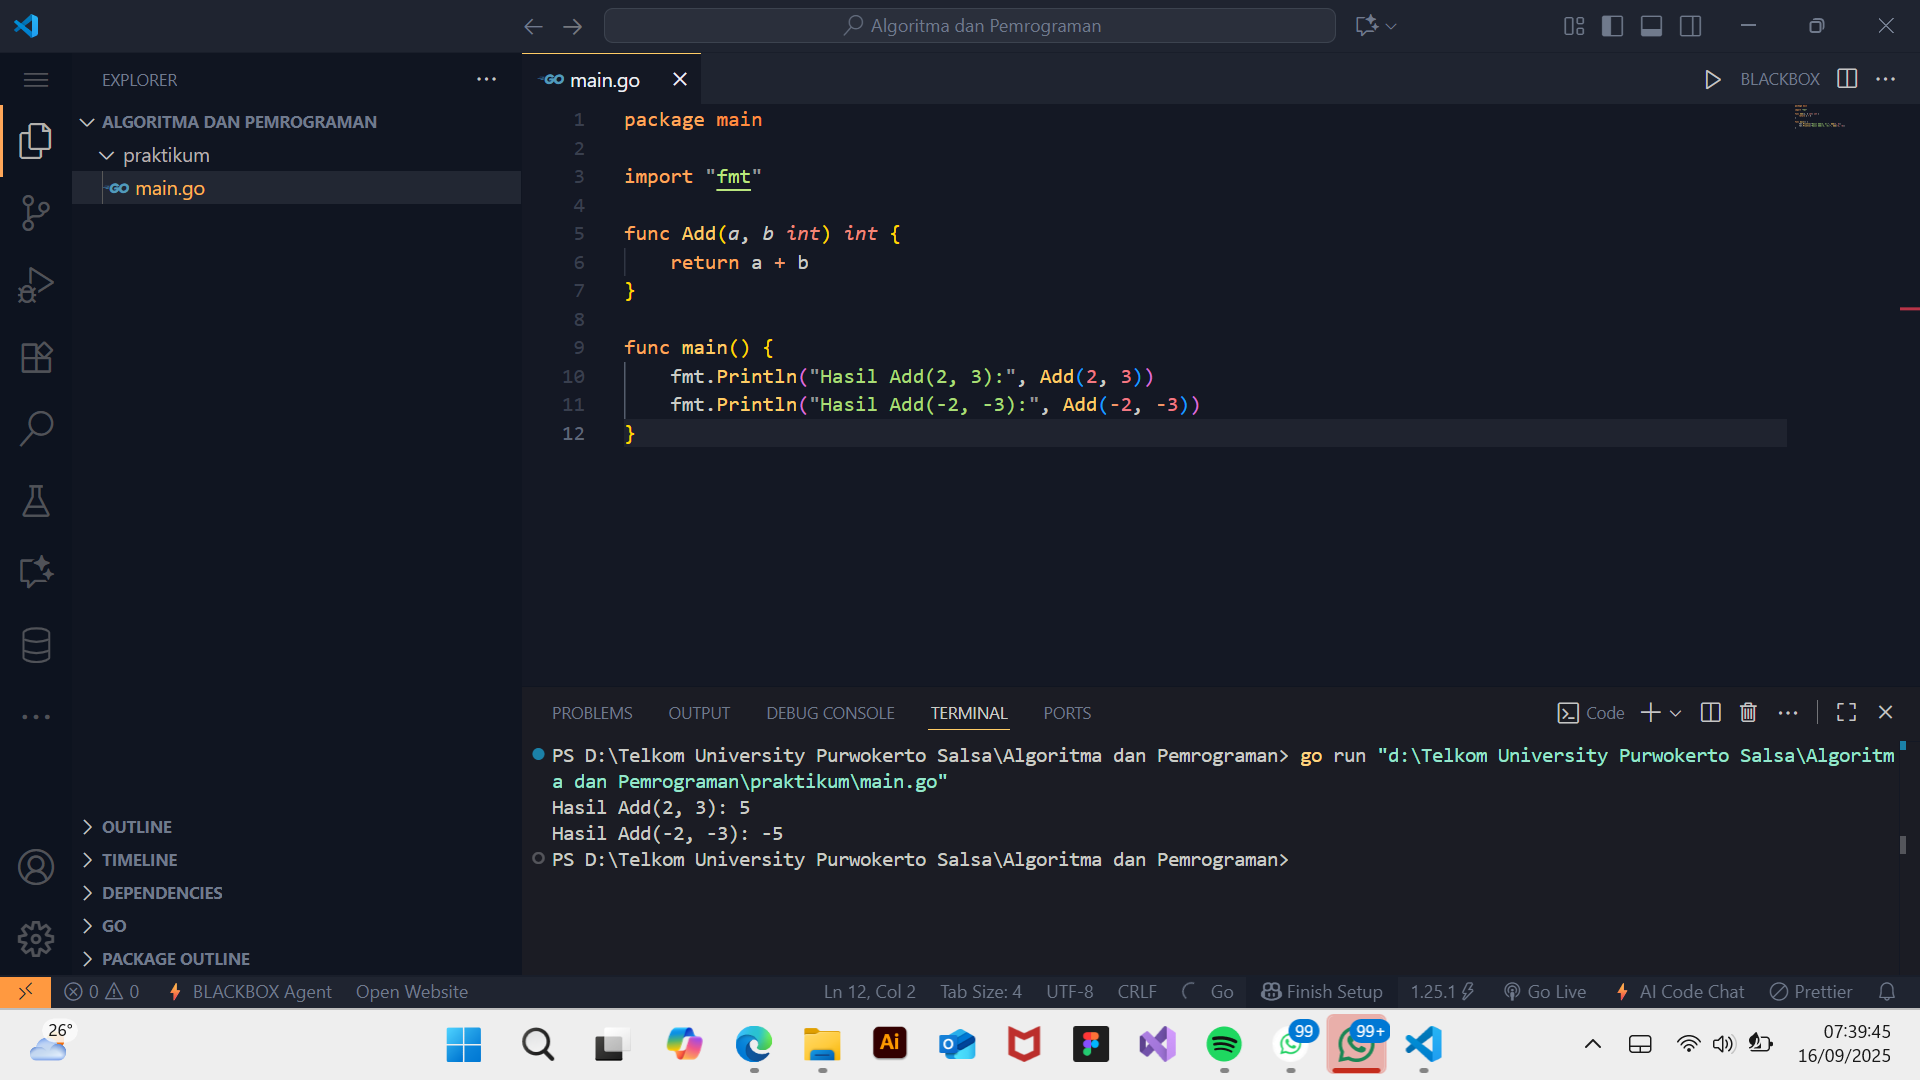 Algoritma dan Pemrograman
EXPLORER
main.go
BLACKBOX
ALGORITMA DAN PEMROGRAMAN
praktikum
main.go
1 package main
2
3 import "fmt"
4
5 func Add(a, b int) int {
6 return a + b
7 }
8
9 func main() {
10 fmt.Println("Hasil Add(2, 3):", Add(2, 3))
11 fmt.Println("Hasil Add(-2, -3):", Add(-2, -3))
12 }
PROBLEMS OUTPUT DEBUG CONSOLE TERMINAL PORTS Code
PS D:\Telkom University Purwokerto Salsa\Algoritma dan Pemrograman> go run "d:\Telkom University Purwokerto Salsa\Algoritm
a dan Pemrograman\praktikum\main.go"
Hasil Add(2, 3): 5
Hasil Add(-2, -3): -5
PS D:\Telkom University Purwokerto Salsa\Algoritma dan Pemrograman>
OUTLINE
TIMELINE
DEPENDENCIES
GO
PACKAGE OUTLINE
0 0 BLACKBOX Agent Open Website Ln 12, Col 2 Tab Size: 4 UTF-8 CRLF Go Finish Setup 1.25.1 Go Live AI Code Chat Prettier
26°
Ai
99
99+
07:39:45
16/09/2025